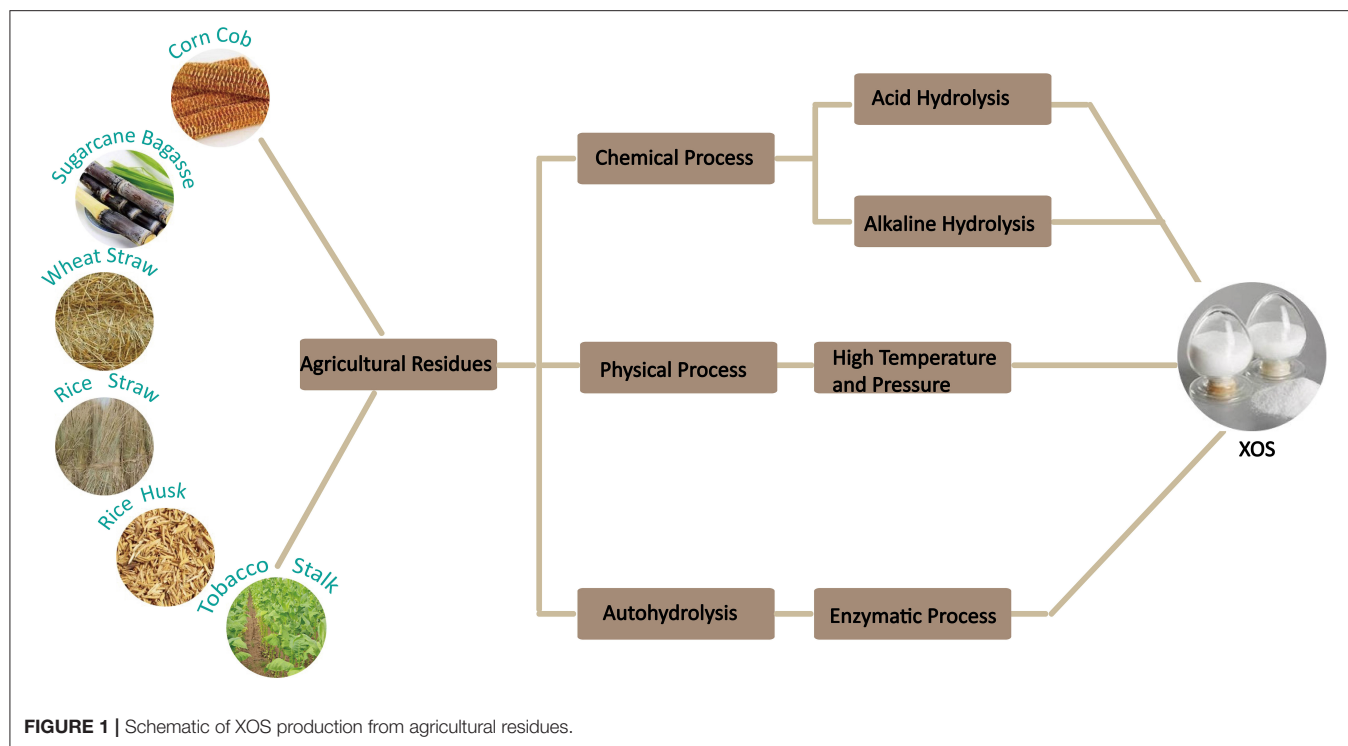 Corn Cob
Sugarcane Bagasse
Wheat Straw
Rice Straw
Rice Husk
Tobacco Stalk
Agricultural Residues
Chemical Process
Physical Process
Autohydrolysis
Acid Hydrolysis
Alkaline Hydrolysis
High Temperature
and Pressure
Enzymatic Process
XOS
FIGURE 1 | Schematic of XOS production from agricultural residues.